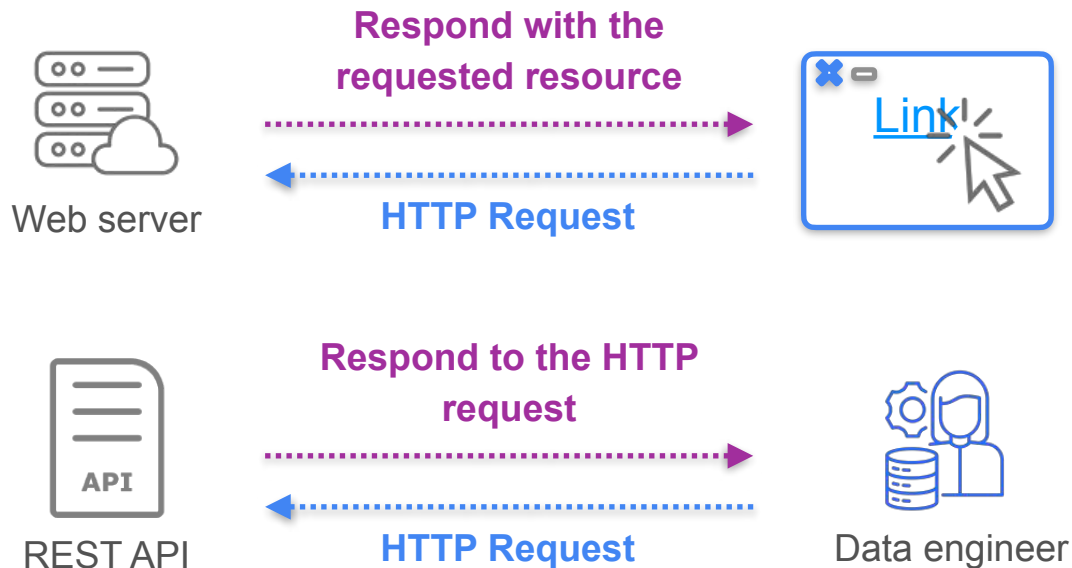 Respond with the
requested resource
Link
Web server
HTTP Request
Respond to the HTTP
request
API
REST API
HTTP Request
Data engineer